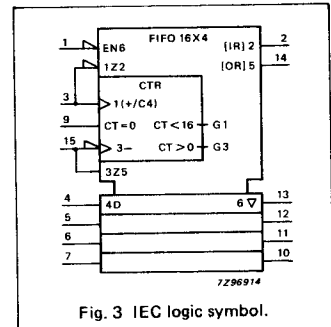 FIFO 16X4
1 EN6 [IR] 2 2
1Z2 [OR] 5 14
CTR
3 1(+/C4)
9 CT=0 CT<16 G1
15 3− CT>0 G3
3Z5
4 4D 6 ▽ 13
5 12
6 11
7 10
7Z96914
Fig. 3 IEC logic symbol.